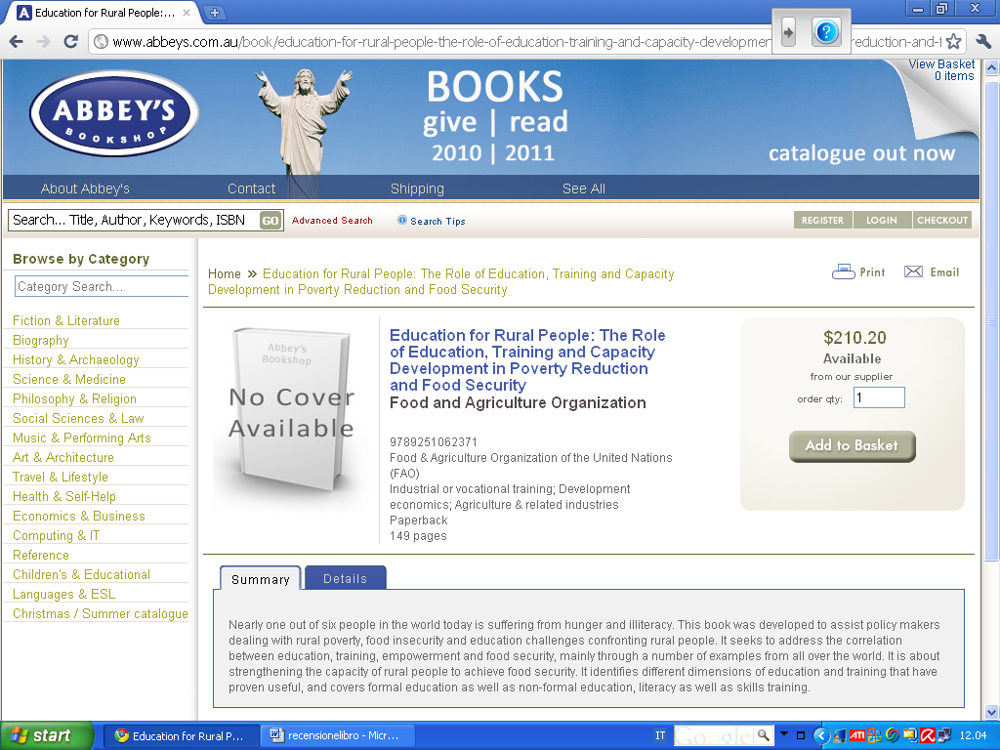 Education for Rural People:...
www.abbeys.com.au/book/education-for-rural-people-the-role-of-education-training-and-capacity-developmen
reduction-and-f
View Basket
0 items
ABBEY'S
BOOKSHOP
BOOKS
give | read
2010 | 2011
catalogue out now
About Abbey's Contact Shipping See All
Search... Title, Author, Keywords, ISBN GO Advanced Search Search Tips REGISTER LOGIN CHECKOUT
Browse by Category
Category Search...
Fiction & Literature
Biography
History & Archaeology
Science & Medicine
Philosophy & Religion
Social Sciences & Law
Music & Performing Arts
Art & Architecture
Travel & Lifestyle
Health & Self-Help
Economics & Business
Computing & IT
Reference
Children's & Educational
Languages & ESL
Christmas / Summer catalogue
Home » Education for Rural People: The Role of Education, Training and Capacity
Development in Poverty Reduction and Food Security
Print Email
Abbey's
Bookshop
No Cover
Available
Education for Rural People: The Role
of Education, Training and Capacity
Development in Poverty Reduction
and Food Security
Food and Agriculture Organization
9789251062371
Food & Agriculture Organization of the United Nations
(FAO)
Industrial or vocational training; Development
economics; Agriculture & related industries
Paperback
149 pages
$210.20
Available
from our supplier
order qty: 1
Add to Basket
Summary Details
Nearly one out of six people in the world today is suffering from hunger and illiteracy. This book was developed to assist policy makers
dealing with rural poverty, food insecurity and education challenges confronting rural people. It seeks to address the correlation
between education, training, empowerment and food security, mainly through a number of examples from all over the world. It is about
strengthening the capacity of rural people to achieve food security. It identifies different dimensions of education and training that have
proven useful, and covers formal education as well as non-formal education, literacy as well as skills training.
start Education for Rural P... recensionelibro - Micr... IT Google ATI 12.04